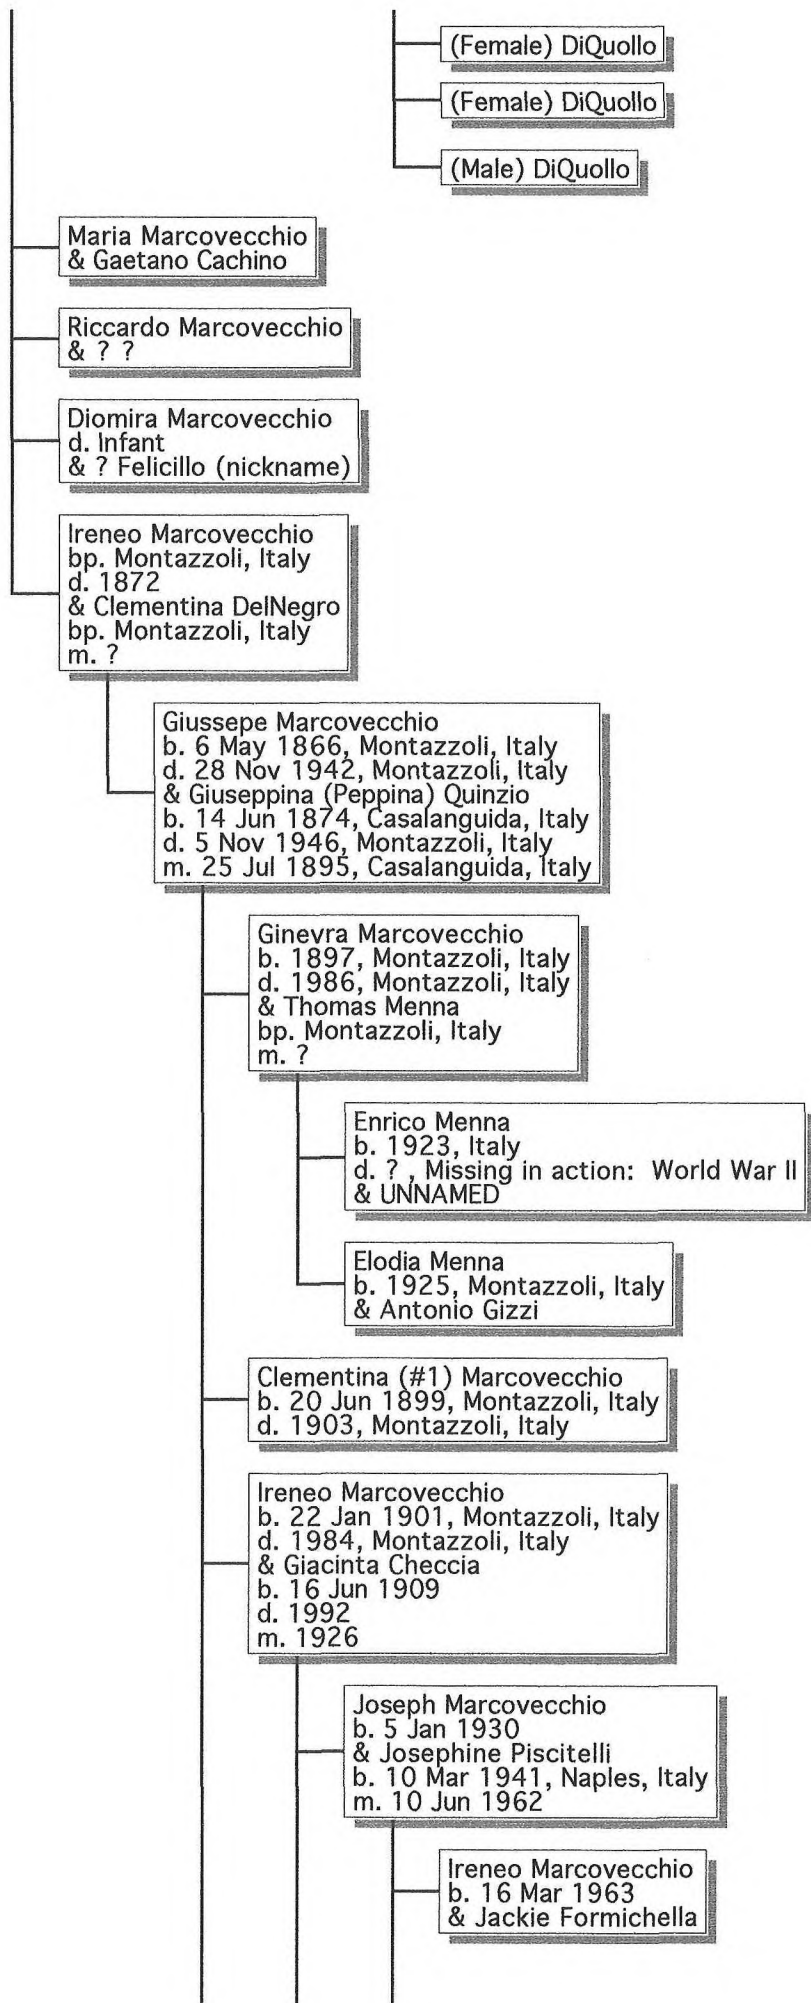 (Female) DiQuollo
(Female) DiQuollo
(Male) DiQuollo
Maria Marcovecchio
& Gaetano Cachino
Riccardo Marcovecchio
& ? ?
Diomira Marcovecchio
d. Infant
& ? Felicillo (nickname)
Ireneo Marcovecchio
bp. Montazzoli, Italy
d. 1872
& Clementina DelNegro
bp. Montazzoli, Italy
m. ?
Giussepe Marcovecchio
b. 6 May 1866, Montazzoli, Italy
d. 28 Nov 1942, Montazzoli, Italy
& Giuseppina (Peppina) Quinzio
b. 14 Jun 1874, Casalanguida, Italy
d. 5 Nov 1946, Montazzoli, Italy
m. 25 Jul 1895, Casalanguida, Italy
Ginevra Marcovecchio
b. 1897, Montazzoli, Italy
d. 1986, Montazzoli, Italy
& Thomas Menna
bp. Montazzoli, Italy
m. ?
Enrico Menna
b. 1923, Italy
d. ? , Missing in action: World War II
& UNNAMED
Elodia Menna
b. 1925, Montazzoli, Italy
& Antonio Gizzi
Clementina (#1) Marcovecchio
b. 20 Jun 1899, Montazzoli, Italy
d. 1903, Montazzoli, Italy
Ireneo Marcovecchio
b. 22 Jan 1901, Montazzoli, Italy
d. 1984, Montazzoli, Italy
& Giacinta Checcia
b. 16 Jun 1909
d. 1992
m. 1926
Joseph Marcovecchio
b. 5 Jan 1930
& Josephine Piscitelli
b. 10 Mar 1941, Naples, Italy
m. 10 Jun 1962
Ireneo Marcovecchio
b. 16 Mar 1963
& Jackie Formichella